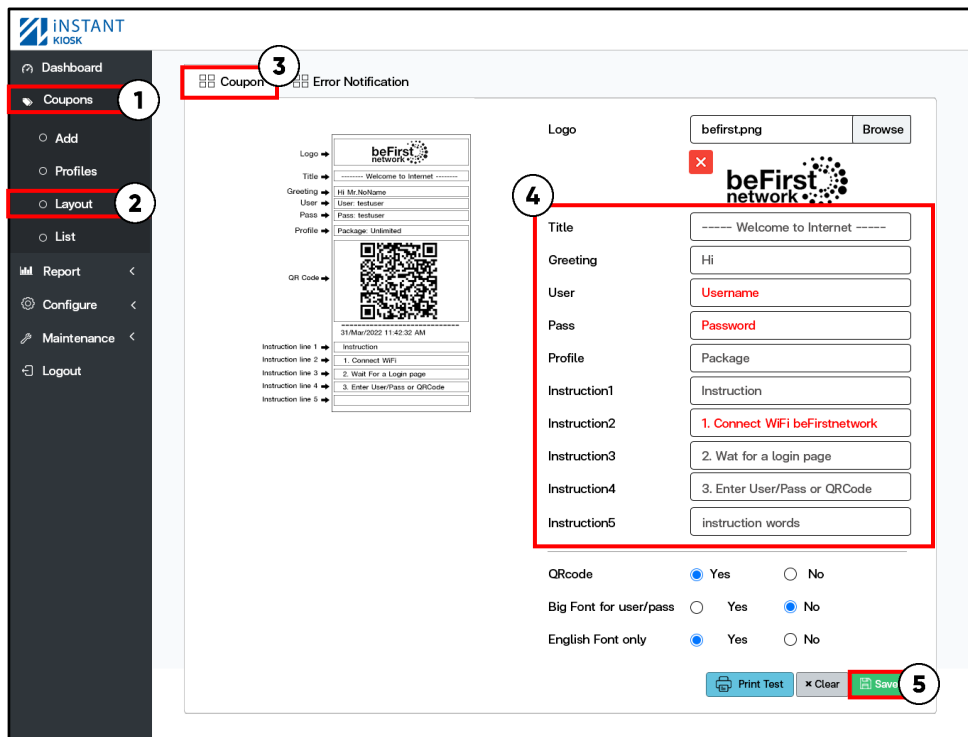 iNSTANT
KIOSK
Dashboard
Coupons
1
Add
Profiles
Layout
2
List
Report
Configure
Maintenance
Logout
3
Coupon
Error Notification
Logo
beFirst
network
Title
------- Welcome to Internet -------
Greeting
Hi Mr.NoName
User
User: testuser
Pass
Pass: testuser
Profile
Package: Unlimited
QR Code
31/Mar/2022 11:42:32 AM
Instruction line 1
Instruction
Instruction line 2
1. Connect WiFi
Instruction line 3
2. Wait For a Login page
Instruction line 4
3. Enter User/Pass or QRCode
Instruction line 5
Logo
befirst.png
Browse
beFirst
network
4
Title
----- Welcome to Internet -----
Greeting
Hi
User
Username
Pass
Password
Profile
Package
Instruction1
Instruction
Instruction2
1. Connect WiFi beFirstnetwork
Instruction3
2. Wat for a login page
Instruction4
3. Enter User/Pass or QRCode
Instruction5
instruction words
QRcode
Yes
No
Big Font for user/pass
Yes
No
English Font only
Yes
No
Print Test
× Clear
Save
5